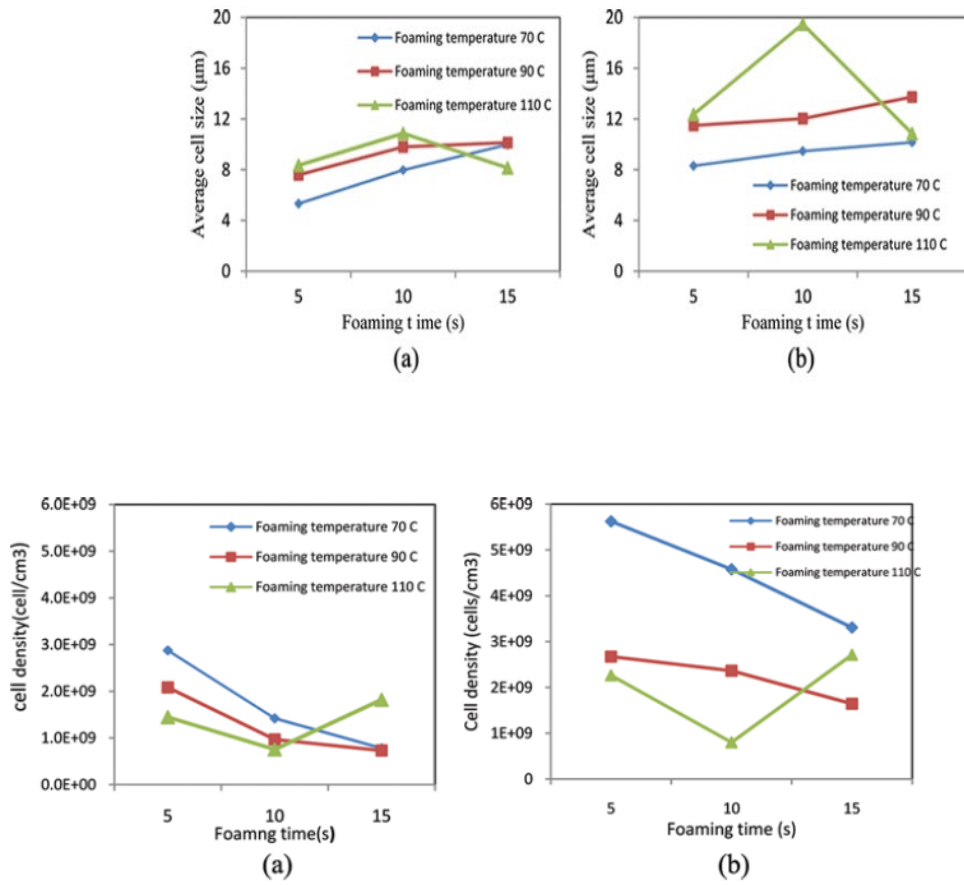 20
16
12
8
4
0
Average cell size (µm)
Foaming temperature 70 C
Foaming temperature 90 C
Foaming temperature 110 C
5 10 15
Foaming t ime (s)
(a)
20
16
12
8
4
0
Average cell size (µm)
Foaming temperature 70 C
Foaming temperature 90 C
Foaming temperature 110 C
5 10 15
Foaming t ime (s)
(b)
6.0E+09
5.0E+09
4.0E+09
3.0E+09
2.0E+09
1.0E+09
0.0E+00
cell density(cell/cm3)
Foaming temperature 70 C
Foaming temperature 90 C
Foaming temperature 110 C
5 10 15
Foamng time(s)
(a)
6E+09
5E+09
4E+09
3E+09
2E+09
1E+09
0
Cell density (cells/cm3)
Foaming temperature 70 C
Foaming temperature 90 C
Foaming temperature 110 C
5 10 15
Foaming time (s)
(b)